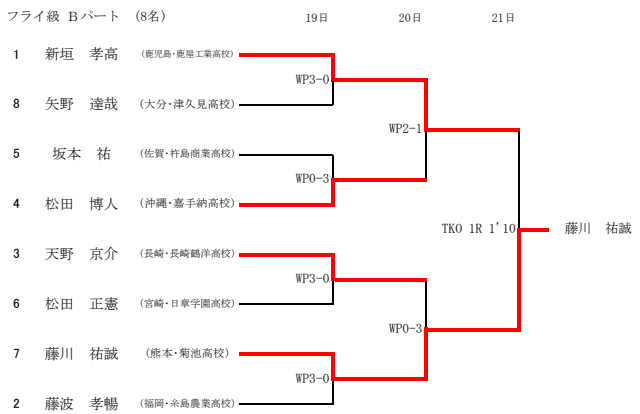 フライ級 Bパート (8名) 19日 20日 21日
1 新垣 孝高 (鹿児島・鹿屋工業高校)
WP3-0
8 矢野 達哉 (大分・津久見高校)
WP2-1
5 坂本 祐 (佐賀・杵島商業高校)
WP0-3
4 松田 博人 (沖縄・嘉手納高校)
TKO 1R 1'10 藤川 祐誠
3 天野 京介 (長崎・長崎鶴洋高校)
WP3-0
6 松田 正憲 (宮崎・日章学園高校)
WP0-3
7 藤川 祐誠 (熊本・菊池高校)
WP3-0
2 藤波 孝暢 (福岡・糸島農業高校)